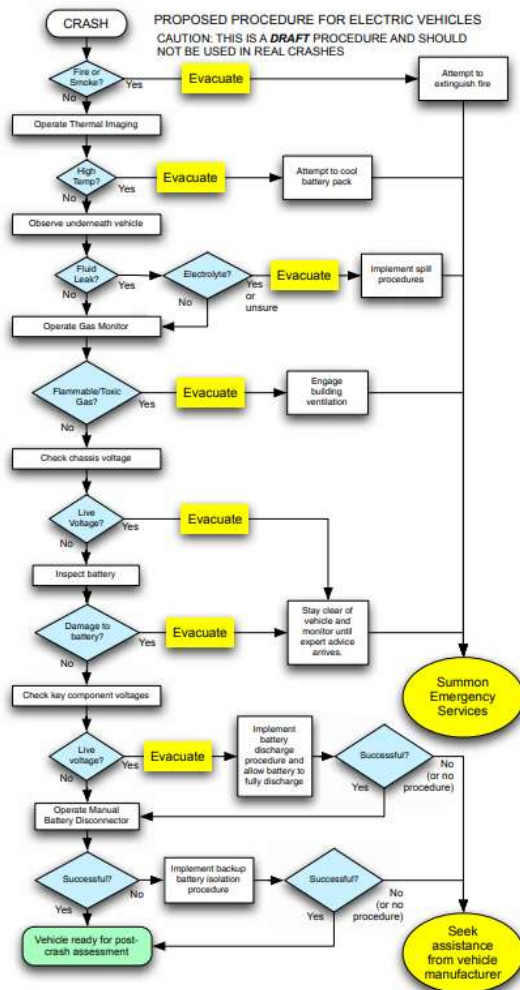 CRASH
PROPOSED PROCEDURE FOR ELECTRIC VEHICLES
CAUTION: THIS IS A DRAFT PROCEDURE AND SHOULD
NOT BE USED IN REAL CRASHES
Fire or
Smoke?
Yes
No
Evacuate
Attempt to
extinguish fire
Operate Thermal Imaging
High
Temp?
Yes
No
Evacuate
Attempt to cool
battery pack
Observe underneath vehicle
Fluid
Leak?
Yes
No
Electrolyte?
No
Yes
or
unsure
Evacuate
Implement spill
procedures
Operate Gas Monitor
Flammable/Toxic
Gas?
Yes
No
Evacuate
Engage
building
ventilation
Check chassis voltage
Live
Voltage?
Yes
No
Evacuate
Inspect battery
Damage to
battery?
Yes
No
Evacuate
Stay clear of
vehicle and
monitor until
expert advice
arrives.
Summon
Emergency
Services
Check key component voltages
Live
voltage?
Yes
No
Evacuate
Implement
battery
discharge
procedure and
allow battery to
fully discharge
Successful?
Yes
No
(or no
procedure)
Operate Manual
Battery Disconnector
Successful?
No
Yes
Implement backup
battery isolation
procedure
Successful?
Yes
No
(or no
procedure)
Vehicle ready for post-
crash assessment
Seek
assistance
from vehicle
manufacturer